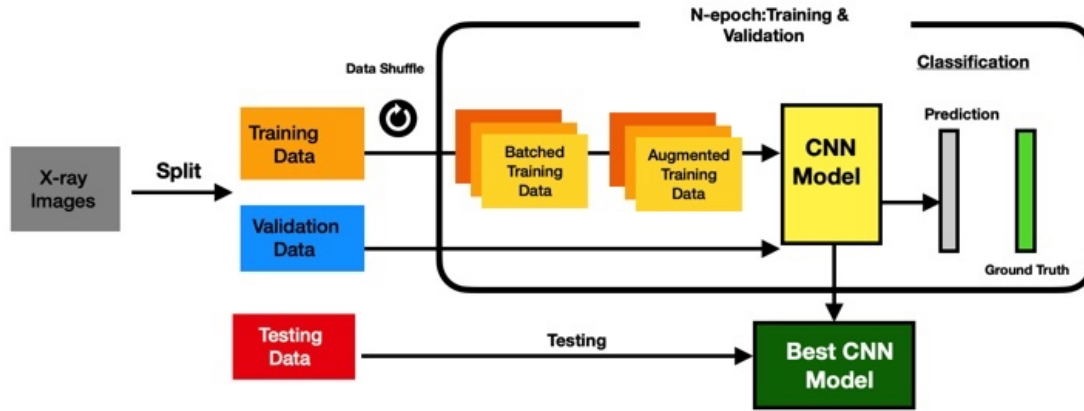 N-epoch:Training &
Validation
Data Shuffle
Classification
Training
Data
Prediction
Batched
Training
Data
Augmented
Training
Data
CNN
Model
X-ray
Images
Split
Validation
Data
Ground Truth
Testing
Data
Testing
Best CNN
Model